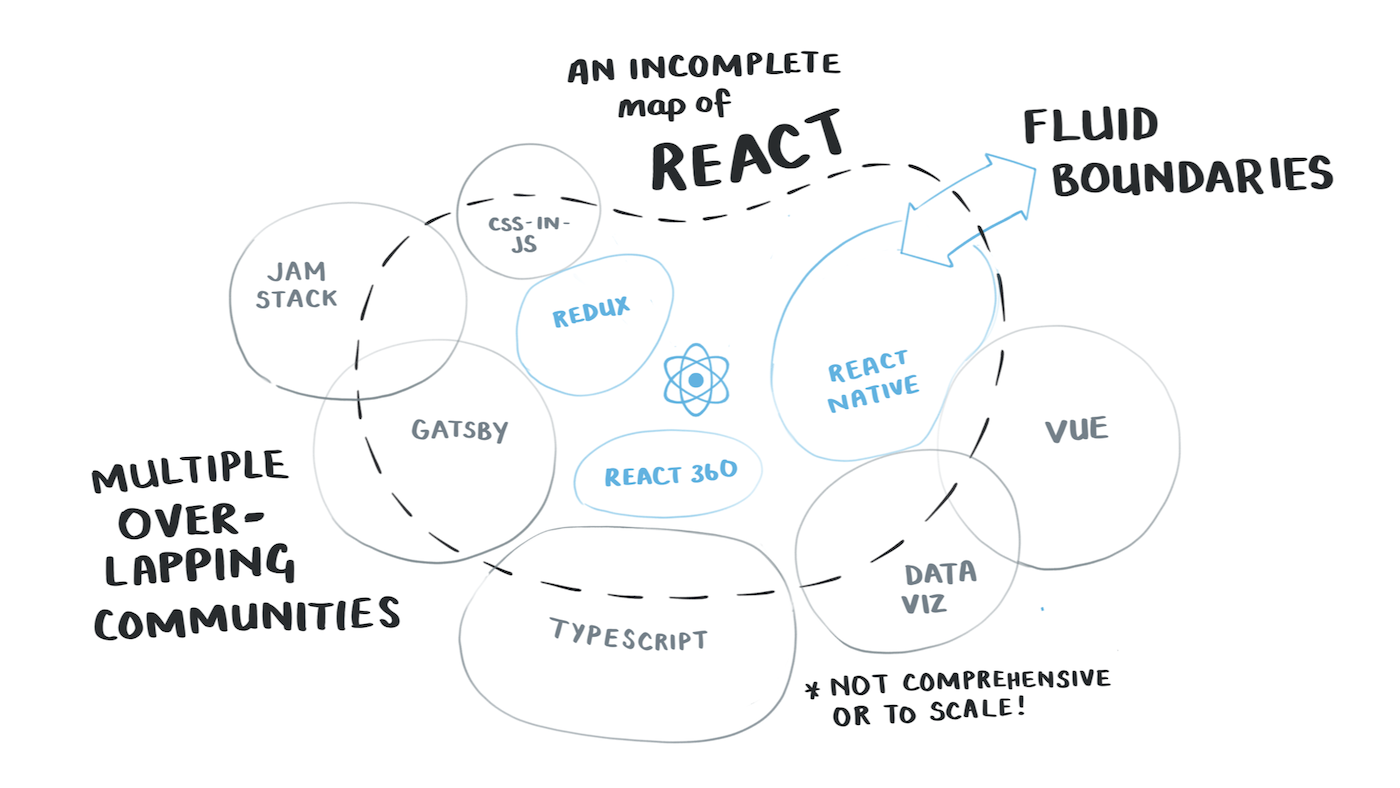 AN INCOMPLETE
map of
REACT
FLUID
BOUNDARIES
CSS-IN-
JS
JAM
STACK
REDUX
REACT
NATIVE
GATSBY
VUE
REACT 360
MULTIPLE
OVER-
LAPPING
COMMUNITIES
DATA
VIZ
TYPESCRIPT
* NOT COMPREHENSIVE
OR TO SCALE!